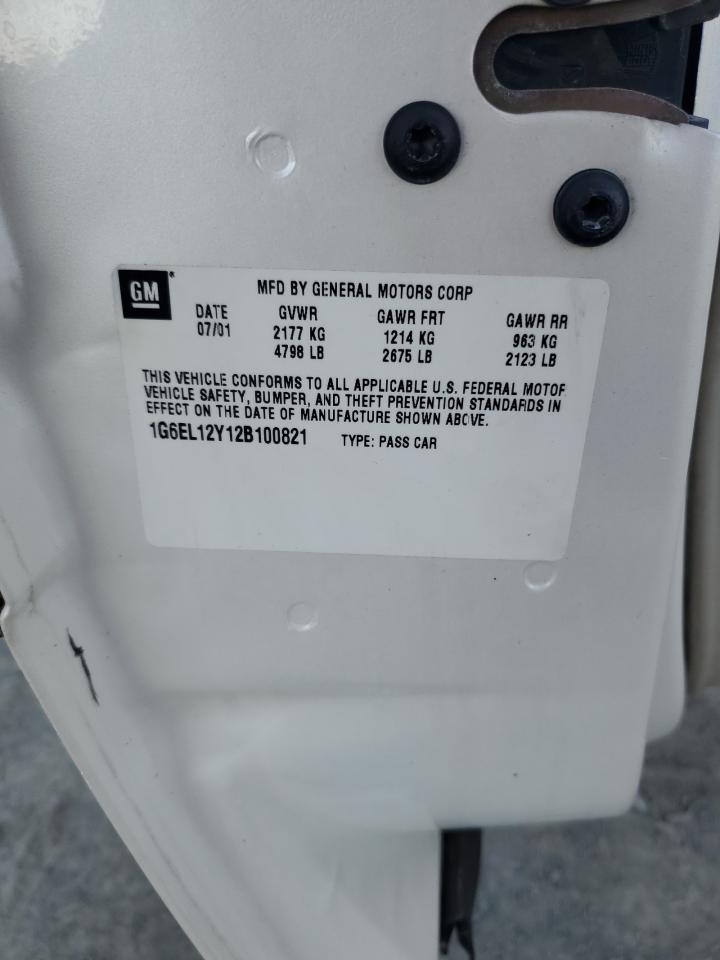 GM
MFD BY GENERAL MOTORS CORP
DATE GVWR GAWR FRT GAWR RR
07/01 2177 KG 1214 KG 963 KG
4798 LB 2675 LB 2123 LB
THIS VEHICLE CONFORMS TO ALL APPLICABLE U.S. FEDERAL MOTOR
VEHICLE SAFETY, BUMPER, AND THEFT PREVENTION STANDARDS IN
EFFECT ON THE DATE OF MANUFACTURE SHOWN ABOVE.
1G6EL12Y12B100821 TYPE: PASS CAR